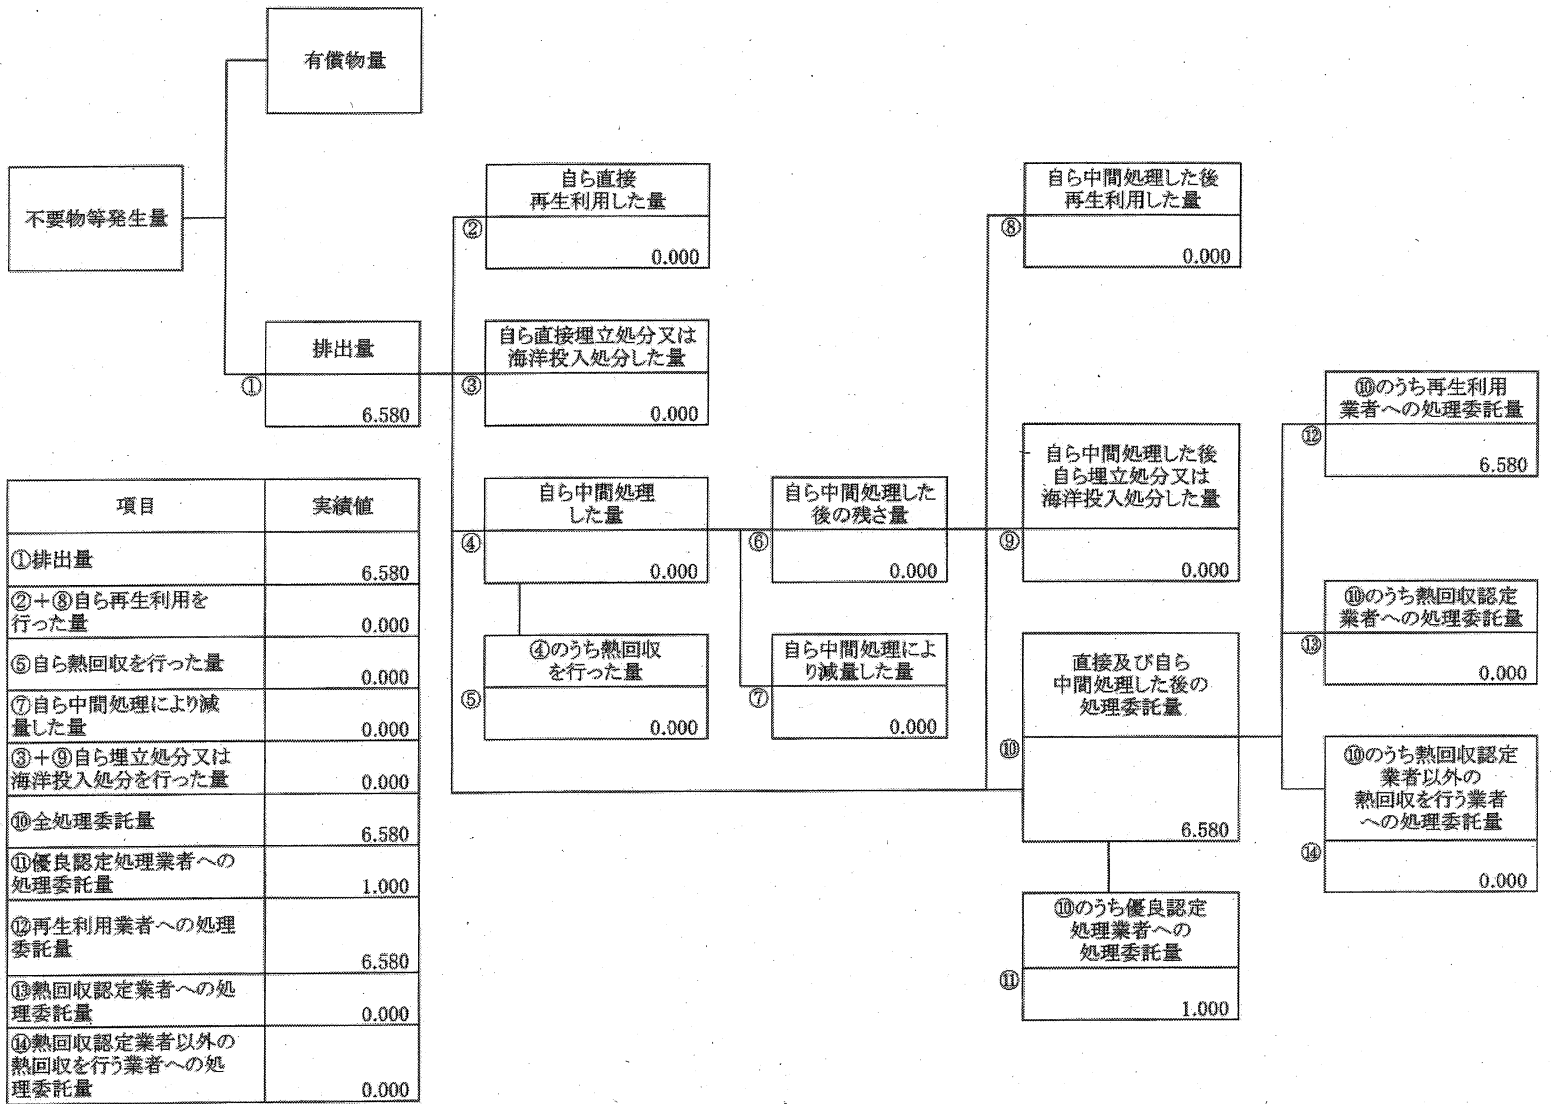 有償物量
不要物等発生量
排出量
①
6.580
自ら直接
再生利用した量
②
0.000
自ら直接埋立処分又は
海洋投入処分した量
③
0.000
自ら中間処理
した量
④
0.000
④のうち熱回収
を行った量
⑤
0.000
自ら中間処理した
後の残さ量
⑥
0.000
自ら中間処理によ
り減量した量
⑦
0.000
自ら中間処理した後
再生利用した量
⑧
0.000
自ら中間処理した後
自ら埋立処分又は
海洋投入処分した量
⑨
0.000
直接及び自ら
中間処理した後の
処理委託量
⑩
6.580
⑩のうち優良認定
処理業者への
処理委託量
⑪
1.000
⑩のうち再生利用
業者への処理委託量
⑫
6.580
⑩のうち熱回収認定
業者への処理委託量
⑬
0.000
⑩のうち熱回収認定
業者以外の
熱回収を行う業者
への処理委託量
⑭
0.000
項目 実績値
①排出量
6.580
②＋⑧自ら再生利用を
行った量
0.000
⑤自ら熱回収を行った量
0.000
⑦自ら中間処理により減
量した量
0.000
③＋⑨自ら埋立処分又は
海洋投入処分を行った量
0.000
⑩全処理委託量
6.580
⑪優良認定処理業者への
処理委託量
1.000
⑫再生利用業者への処理
委託量
6.580
⑬熱回収認定業者への処
理委託量
0.000
⑭熱回収認定業者以外の
熱回収を行う業者への処
理委託量
0.000